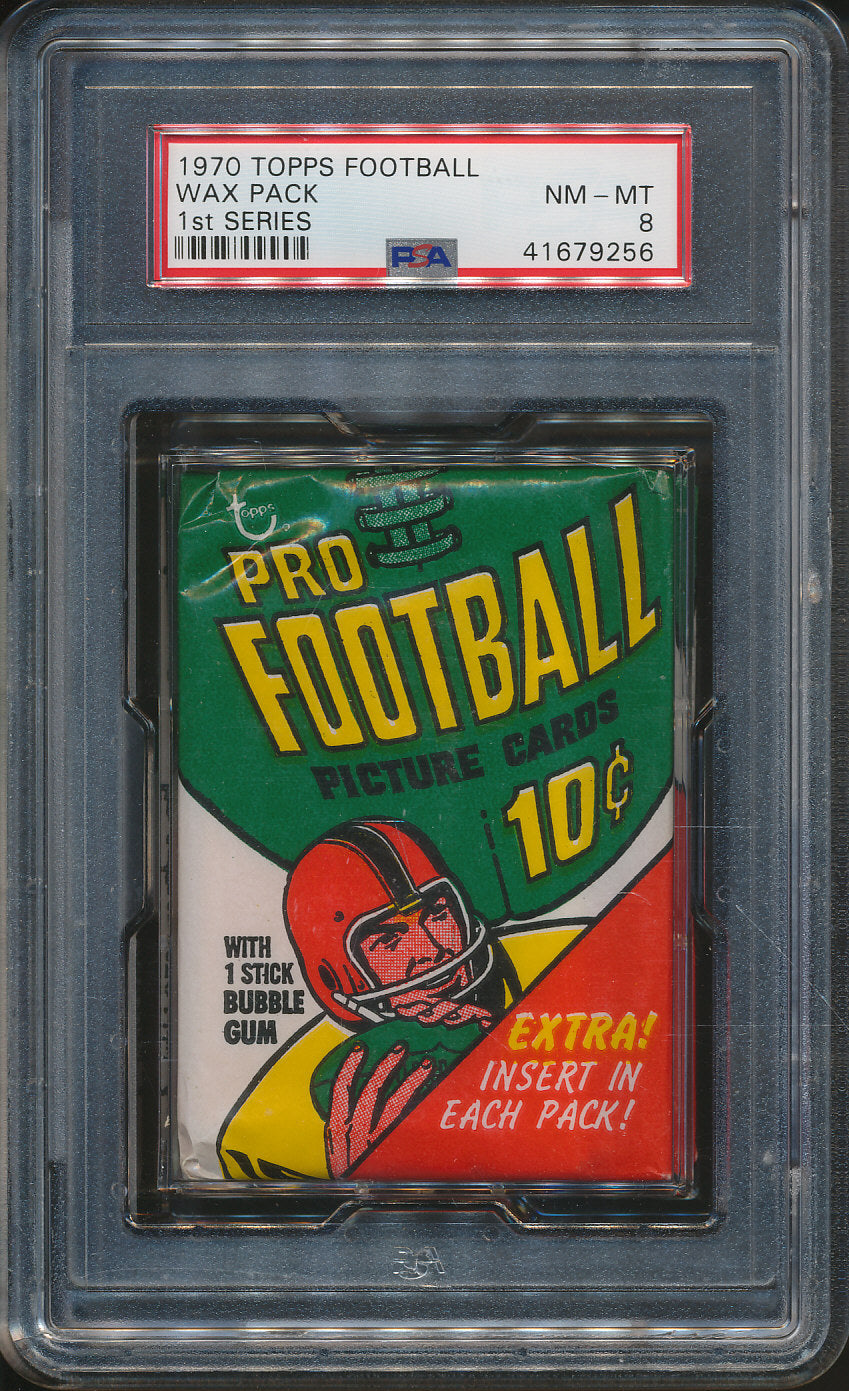 1970 TOPPS FOOTBALL
WAX PACK NM - MT
1st SERIES 8
PSA 41679256
topps
PRO
FOOTBALL
PICTURE CARDS
10¢
WITH
1 STICK
BUBBLE
GUM
EXTRA!
INSERT IN
EACH PACK!
PSA